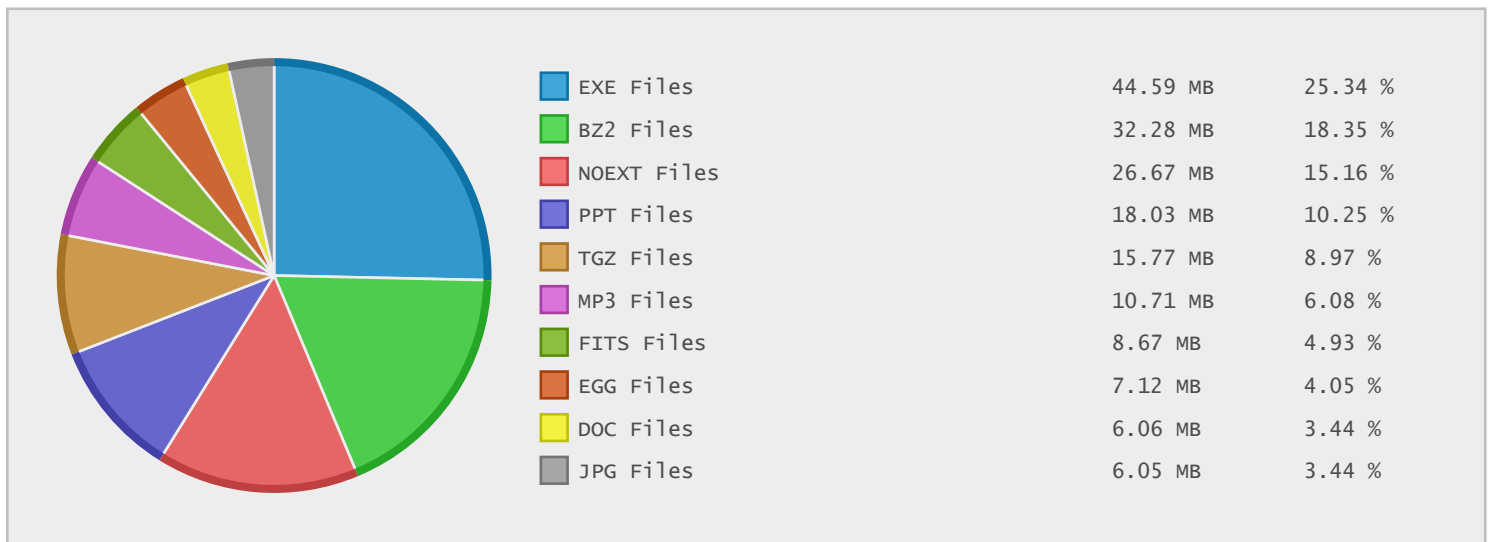 EXE Files 44.59 MB 25.34 %
BZ2 Files 32.28 MB 18.35 %
NOEXT Files 26.67 MB 15.16 %
PPT Files 18.03 MB 10.25 %
TGZ Files 15.77 MB 8.97 %
MP3 Files 10.71 MB 6.08 %
FITS Files 8.67 MB 4.93 %
EGG Files 7.12 MB 4.05 %
DOC Files 6.06 MB 3.44 %
JPG Files 6.05 MB 3.44 %